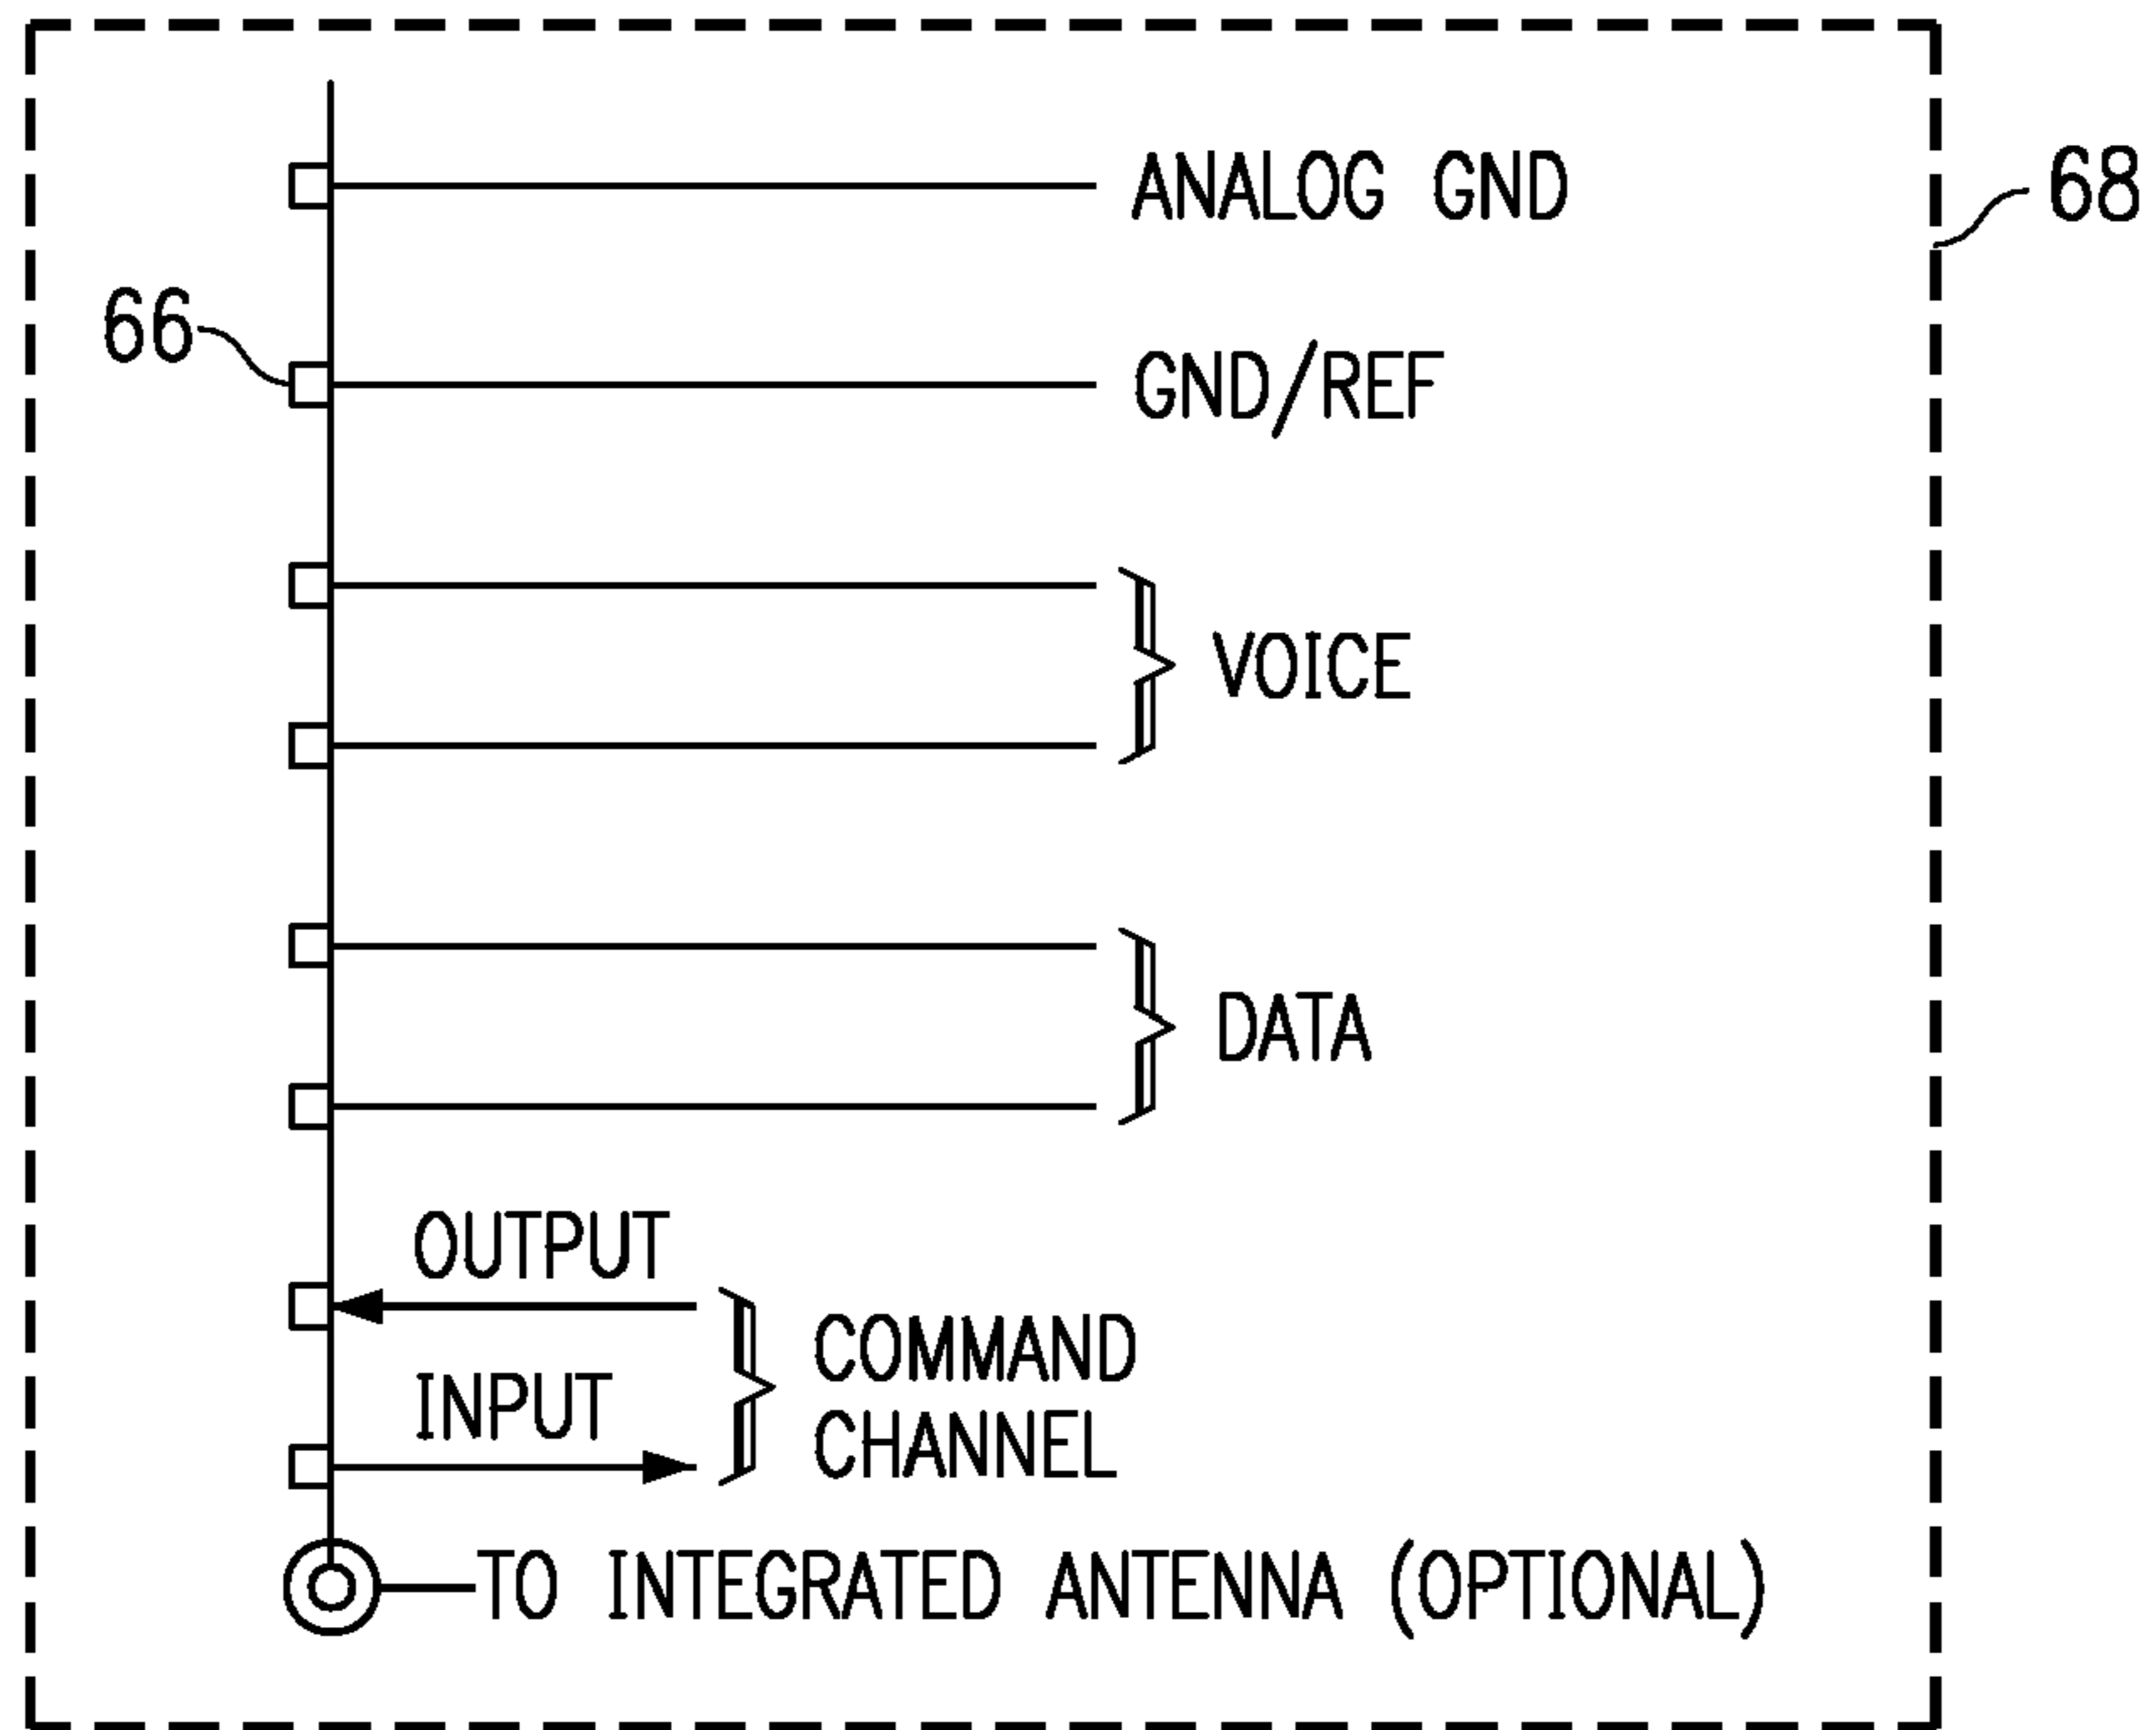 ANALOG GND
68
66
GND/REF
VOICE
DATA
OUTPUT
COMMAND
INPUT
CHANNEL
TO INTEGRATED ANTENNA (OPTIONAL)